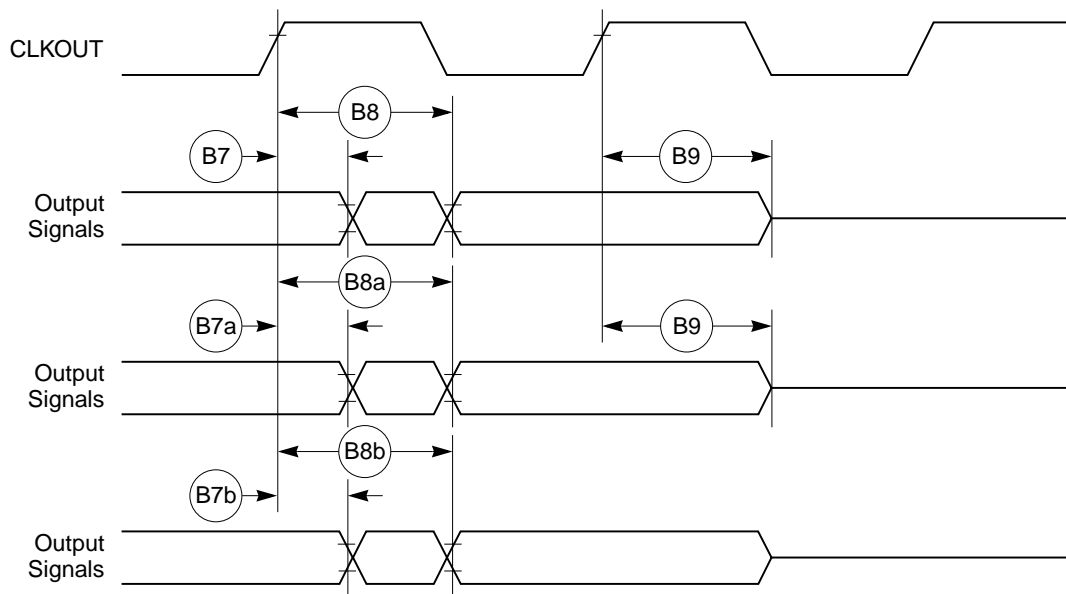 CLKOUT
B8
B7
B9
Output
Signals
B8a
B7a
B9
Output
Signals
B8b
B7b
Output
Signals